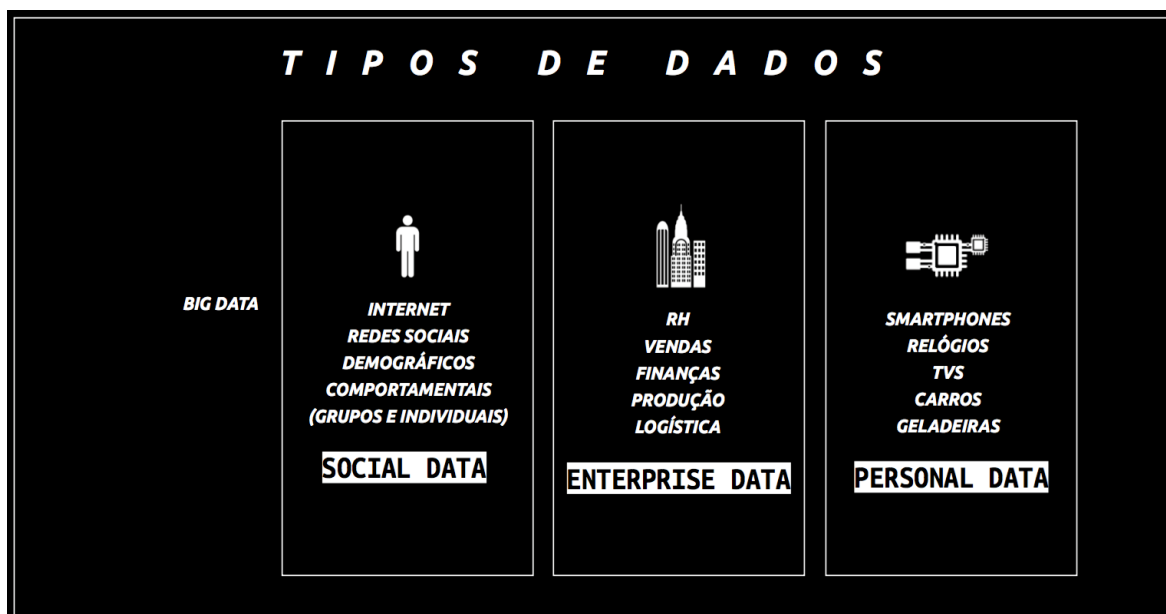 TIPOS DE DADOS
BIG DATA
INTERNET
REDES SOCIAIS
DEMOGRÁFICOS
COMPORTAMENTAIS
(GRUPOS E INDIVIDUAIS)
SOCIAL DATA
RH
VENDAS
FINANÇAS
PRODUÇÃO
LOGÍSTICA
ENTERPRISE DATA
SMARTPHONES
RELÓGIOS
TVS
CARROS
GELADEIRAS
PERSONAL DATA